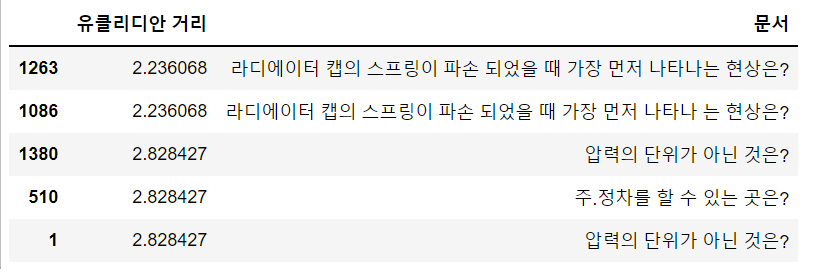 유클리디안 거리 문서
1263 2.236068 라디에이터 캡의 스프링이 파손 되었을 때 가장 먼저 나타나는 현상은?
1086 2.236068 라디에이터 캡의 스프링이 파손 되었을 때 가장 먼저 나타나 는 현상은?
1380 2.828427 압력의 단위가 아닌 것은?
510 2.828427 주.정차를 할 수 있는 곳은?
1 2.828427 압력의 단위가 아닌 것은?